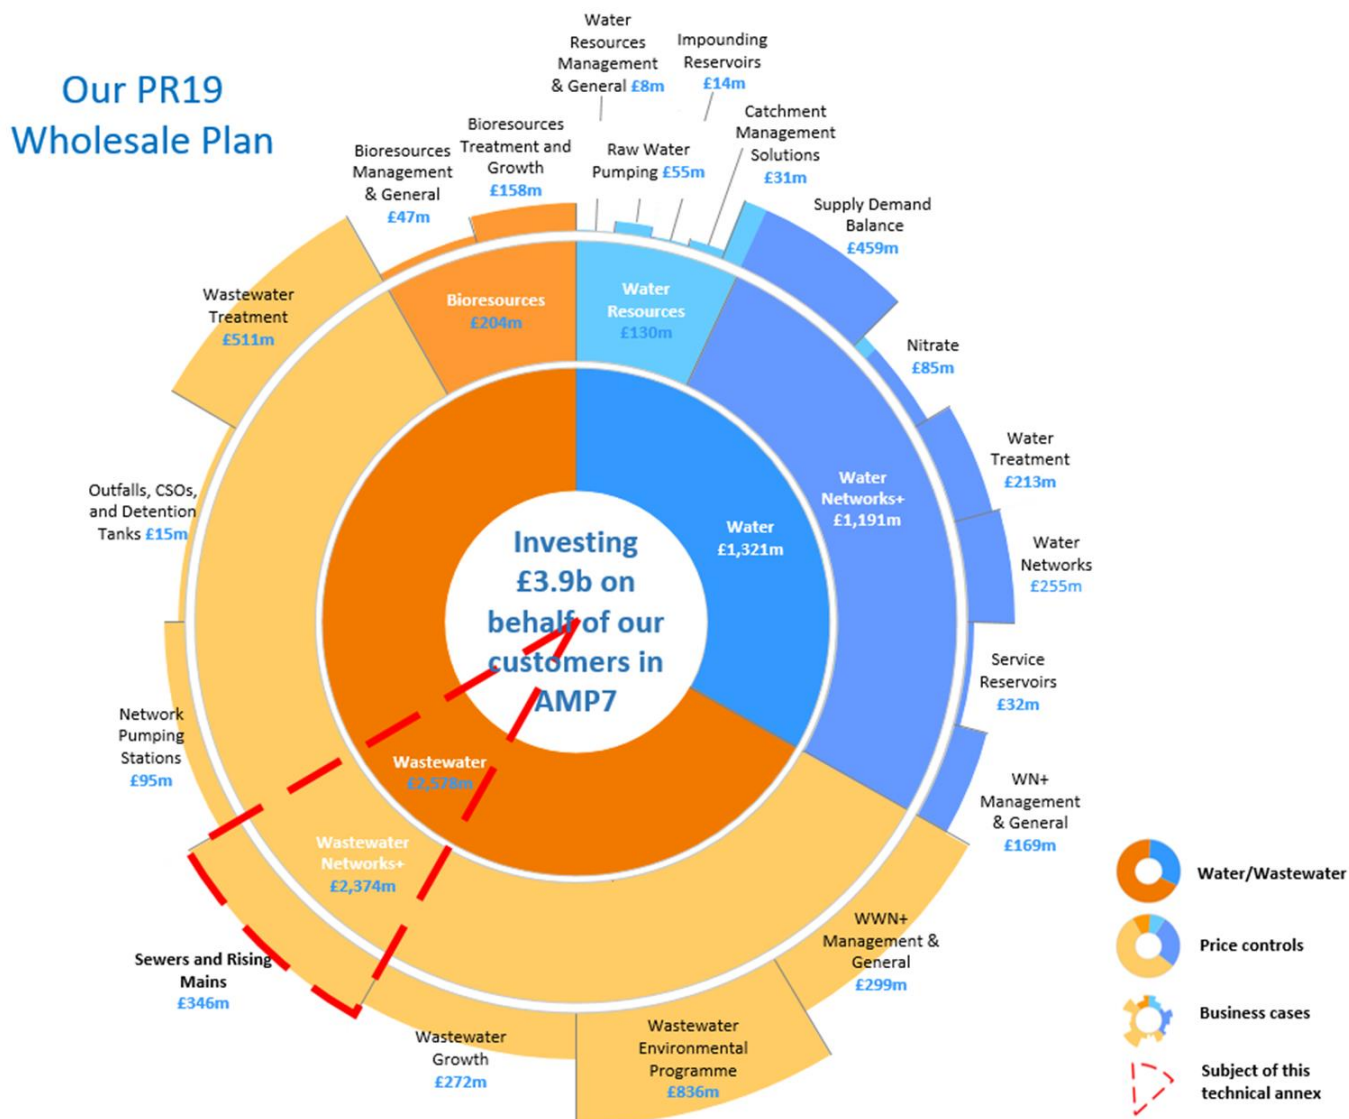 Our PR19
Wholesale Plan
Water
Resources
Management
& General £8m
Impounding
Reservoirs
£14m
Raw Water
Pumping £55m
Catchment
Management
Solutions
£31m
Bioresources
Management
& General
£47m
Bioresources
Treatment and
Growth
£158m
Supply Demand
Balance
£459m
Nitrate
£85m
Water
Treatment
£213m
Water
Networks
£255m
Service
Reservoirs
£32m
WN+
Management
& General
£169m
WWN+
Management &
General
£299m
Wastewater
Environmental
Programme
£836m
Wastewater
Growth
£272m
Sewers and Rising
Mains
£346m
Network
Pumping
Stations
£95m
Outfalls, CSOs,
and Detention
Tanks £15m
Wastewater
Treatment
£511m
Bioresources
£204m
Water
Resources
£130m
Water
Networks+
£1,191m
Wastewater
Networks+
£2,374m
Water
£1,321m
Wastewater
£2,578m
Investing
£3.9b on
behalf of our
customers in
AMP7
Water/Wastewater
Price controls
Business cases
Subject of this
technical annex